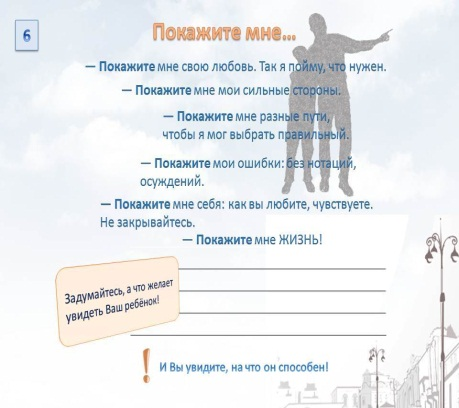 6
Покажите мне...
— Покажите мне свою любовь. Так я пойму, что нужен.
— Покажите мне мои сильные стороны.
— Покажите мне разные пути,
чтобы я мог выбрать правильный.
— Покажите мои ошибки: без нотаций,
осуждений.
— Покажите мне себя: как вы любите, чувствуете.
Не закрывайтесь.
— Покажите мне ЖИЗНЬ!
Задумайтесь, а что желает
увидеть Ваш ребёнок!
! И Вы увидите, на что он способен!